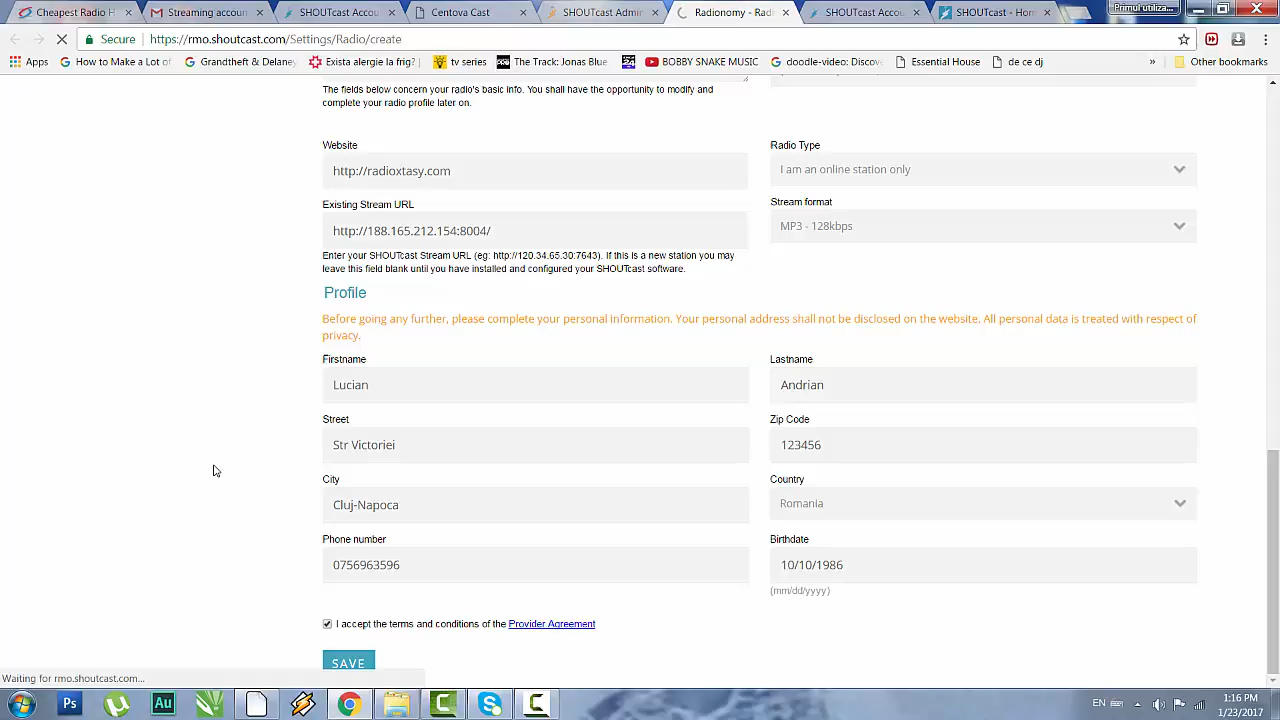 Cheapest Radio H
Streaming accoun
SHOUTcast Accou
Centova Cast
SHOUTcast Admin
Radionomy - Radi
SHOUTcast Accou
SHOUTcast - Hom
Primul utiliza...
Secure
https://rmo.shoutcast.com/Settings/Radio/create
Apps
How to Make a Lot of
Grandtheft & Delaney
Exista alergie la frig?
tv series
The Track: Jonas Blue
BOBBY SNAKE MUSIC
doodle-video: Discov
Essential House
de ce dj
»
Other bookmarks
The fields below concern your radio's basic info. You shall have the opportunity to modify and
complete your radio profile later on.
Website
Radio Type
http://radioxtasy.com
I am an online station only
Existing Stream URL
Stream format
http://188.165.212.154:8004/
MP3 - 128kbps
Enter your SHOUTcast Stream URL (eg: http://120.34.65.30:7643). If this is a new station you may
leave this field blank until you have installed and configured your SHOUTcast software.
Profile
Before going any further, please complete your personal information. Your personal address shall not be disclosed on the website. All personal data is treated with respect of
privacy.
Firstname
Lastname
Lucian
Andrian
Street
Zip Code
Str Victoriei
123456
City
Country
Cluj-Napoca
Romania
Phone number
Birthdate
0756963596
10/10/1986
(mm/dd/yyyy)
I accept the terms and conditions of the Provider Agreement
SAVE
Waiting for rmo.shoutcast.com...
Ps
Au
EN
1:16 PM
1/23/2017